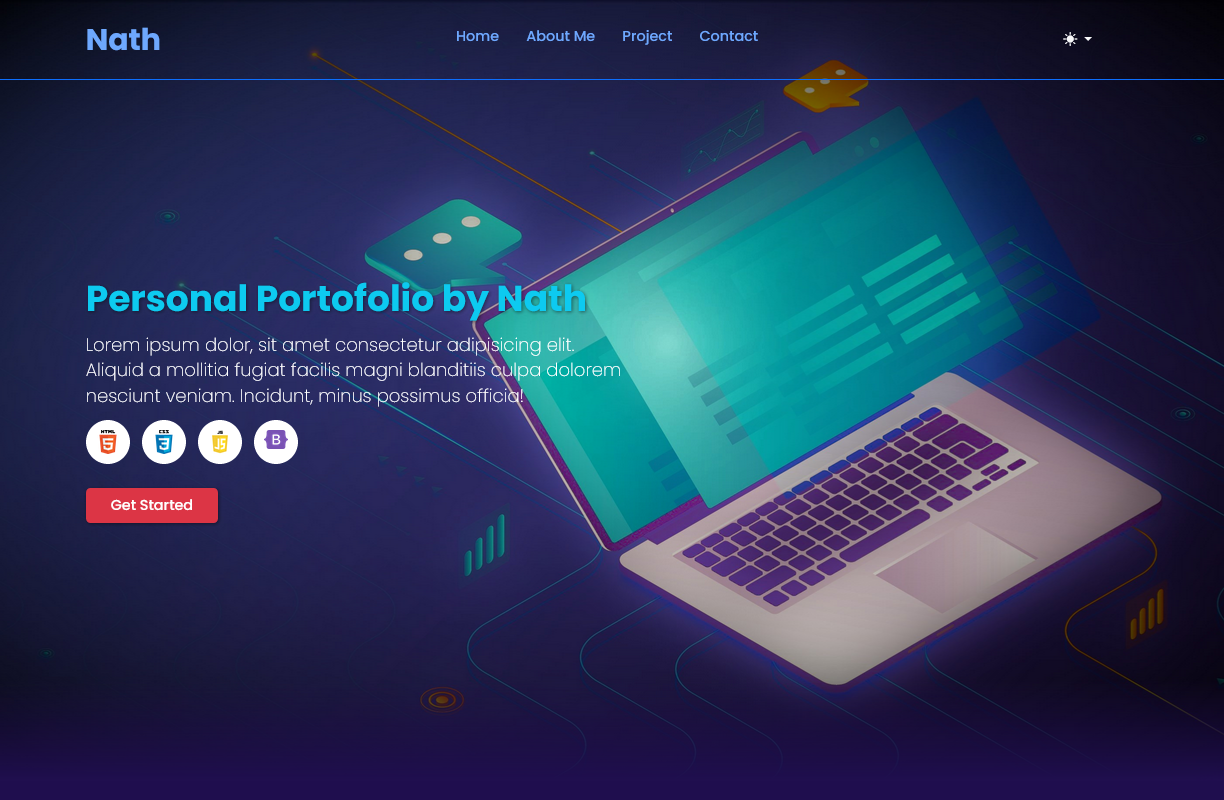 Nath
Home About Me Project Contact
Personal Portofolio by Nath
Lorem ipsum dolor, sit amet consectetur adipisicing elit.
Aliquid a mollitia fugiat facilis magni blanditiis culpa dolorem
nesciunt veniam. Incidunt, minus possimus officia!
HTML 5 CSS 3 JS JS B
Get Started